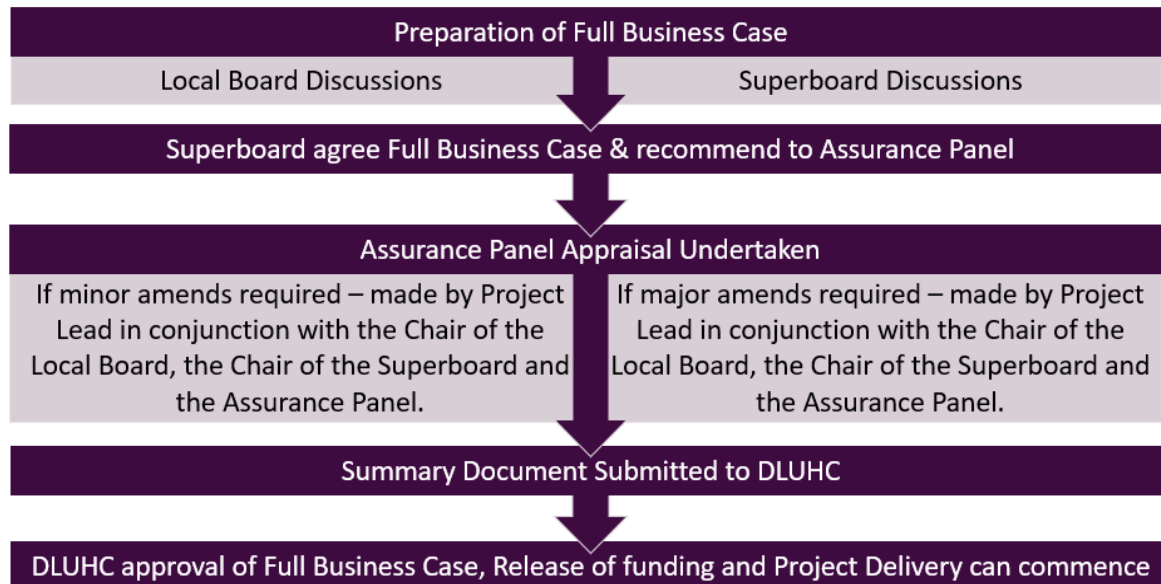 Preparation of Full Business Case
Local Board Discussions
Superboard Discussions
Superboard agree Full Business Case & recommend to Assurance Panel
Assurance Panel Appraisal Undertaken
If minor amends required – made by Project
Lead in conjunction with the Chair of the
Local Board, the Chair of the Superboard and
the Assurance Panel.
If major amends required – made by Project
Lead in conjunction with the Chair of the
Local Board, the Chair of the Superboard and
the Assurance Panel.
Summary Document Submitted to DLUHC
DLUHC approval of Full Business Case, Release of funding and Project Delivery can commence